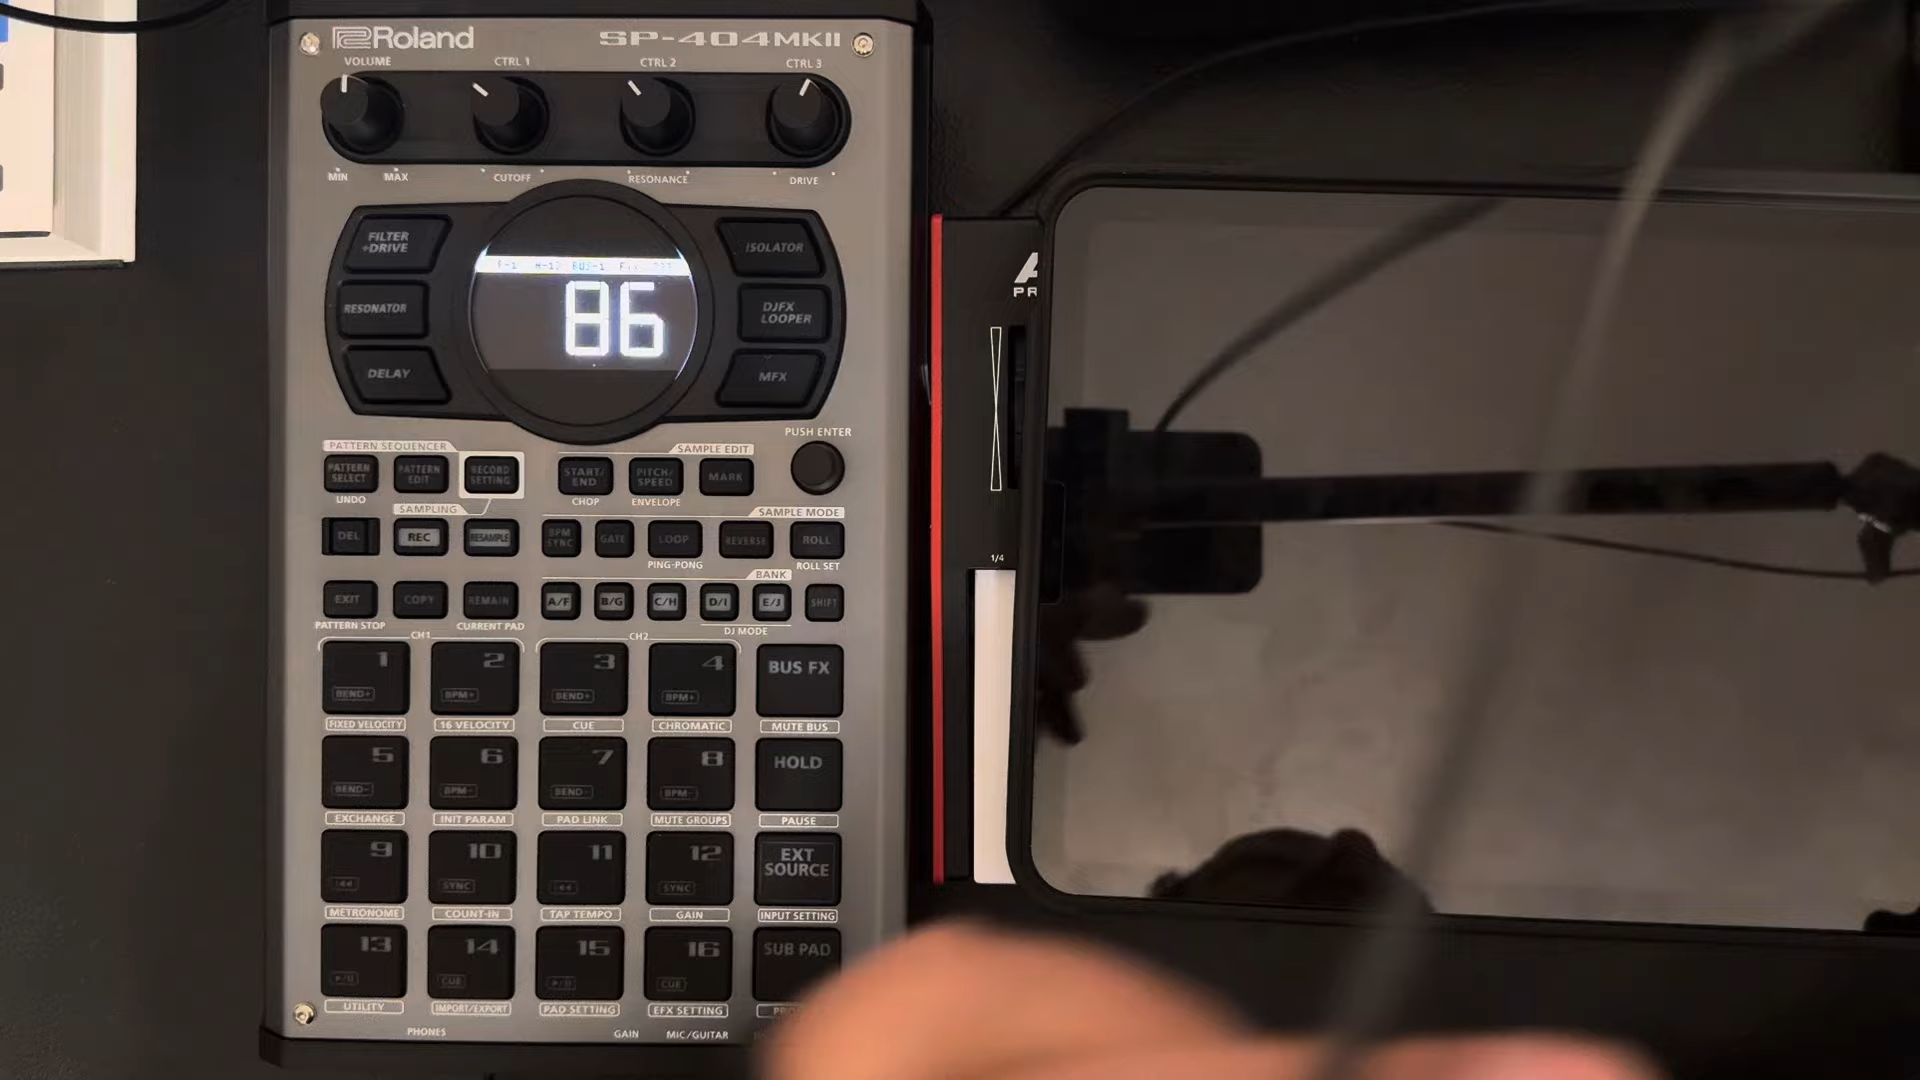 Roland
SP-404MKII
VOLUME CTRL 1 CTRL 2 CTRL 3
MIN MAX CUTOFF RESONANCE DRIVE
FILTER
+DRIVE
ISOLATOR
RESONATOR
DJFX
LOOPER
DELAY
MFX
BUS-1
86
PUSH ENTER
PATTERN SEQUENCER
SAMPLE EDIT
PATTERN
SELECT
PATTERN
EDIT
RECORD
SETTING
START/
END
PITCH/
SPEED
MARK
UNDO
CHOP
ENVELOPE
SAMPLING
SAMPLE MODE
DEL
REC
RESAMPLE
BPM
SYNC
GATE
LOOP
REVERSE
ROLL
PING-PONG
ROLL SET
BANK
EXIT
COPY
REMAIN
A/F
B/G
C/H
D/I
E/J
SHIFT
PATTERN STOP
CURRENT PAD
DJ MODE
CH1
CH2
1
BEND+
2
BPM+
3
BEND+
4
BPM+
BUS FX
FIXED VELOCITY
16 VELOCITY
CUE
CHROMATIC
MUTE BUS
5
BEND-
6
BPM-
7
BEND-
8
BPM-
HOLD
EXCHANGE
INIT PARAM
PAD LINK
MUTE GROUPS
PAUSE
9
10
SYNC
11
12
SYNC
EXT
SOURCE
METRONOME
COUNT-IN
TAP TEMPO
GAIN
INPUT SETTING
13
14
CUE
15
16
CUE
SUB PAD
UTILITY
IMPORT/EXPORT
PAD SETTING
EFX SETTING
PHONES
GAIN
MIC/GUITAR
1/4